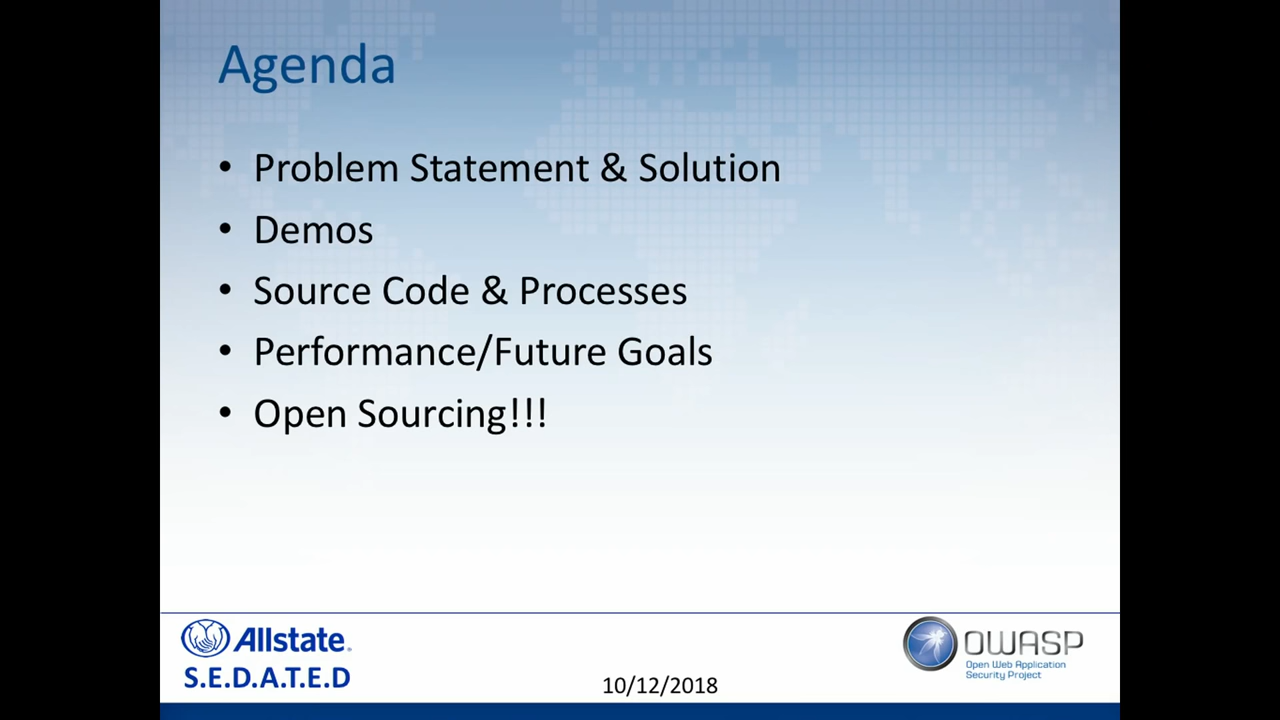 Agenda
• Problem Statement & Solution
• Demos
• Source Code & Processes
• Performance/Future Goals
• Open Sourcing!!!
Allstate®
S.E.D.A.T.E.D
10/12/2018
OWASP
Open Web Application
Security Project